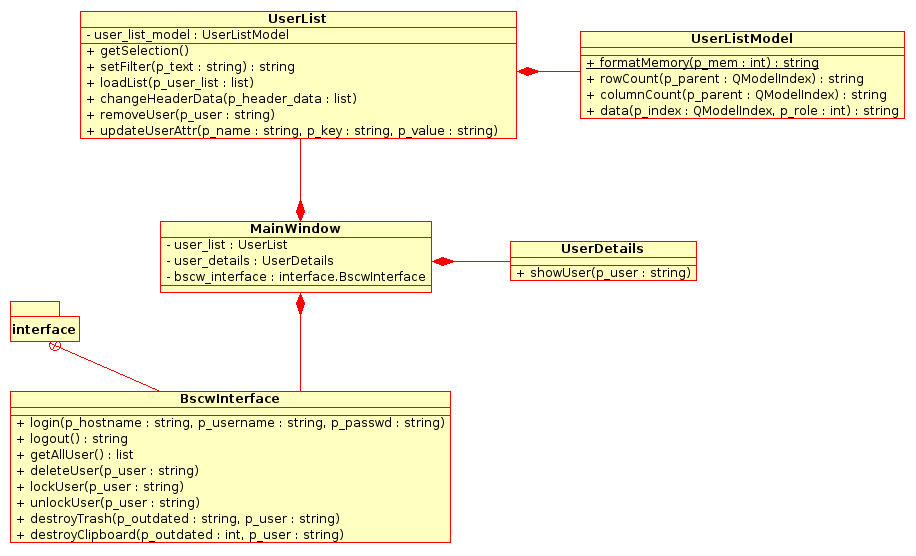 UserList
- user_list_model : UserListModel
+ getSelection()
+ setFilter(p_text : string) : string
+ loadList(p_user_list : list)
+ changeHeaderData(p_header_data : list)
+ removeUser(p_user : string)
+ updateUserAttr(p_name : string, p_key : string, p_value : string)
UserListModel
+ formatMemory(p_mem : int) : string
+ rowCount(p_parent : QModelIndex) : string
+ columnCount(p_parent : QModelIndex) : string
+ data(p_index : QModelIndex, p_role : int) : string
MainWindow
- user_list : UserList
- user_details : UserDetails
- bscw_interface : interface.BscwInterface
UserDetails
+ showUser(p_user : string)
interface
BscwInterface
+ login(p_hostname : string, p_username : string, p_passwd : string)
+ logout() : string
+ getAllUser() : list
+ deleteUser(p_user : string)
+ lockUser(p_user : string)
+ unlockUser(p_user : string)
+ destroyTrash(p_outdated : string, p_user : string)
+ destroyClipboard(p_outdated : int, p_user : string)